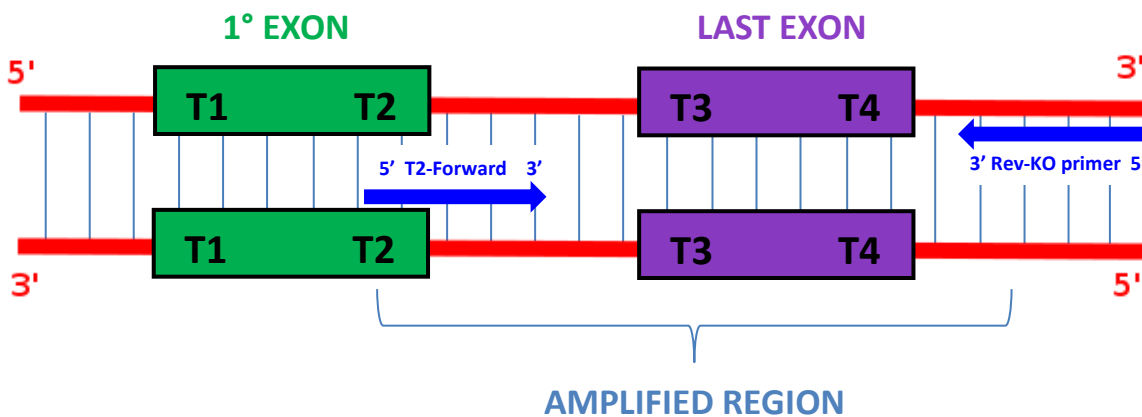 1° EXON LAST EXON
5' 3'
T1 T2 T3 T4
5’ T2-Forward 3’ 3’ Rev-KO primer 5
T1 T2 T3 T4
3' 5'
AMPLIFIED REGION